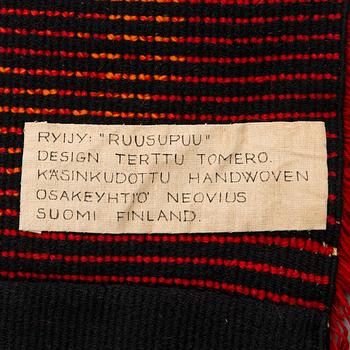 RYIJY: "RUUSUPUU"
DESIGN TERTTU TOMERO.
KÄSINKUDOTTU HANDWOVEN
OSAKEYHTIÖ NEOVIUS
SUOMI FINLAND.